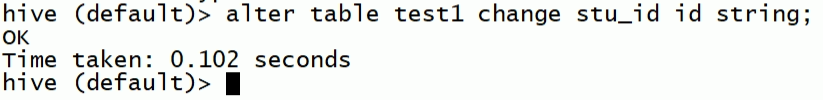 hive (default)> alter table test1 change stu_id id string;
OK
Time taken: 0.102 seconds
hive (default)>